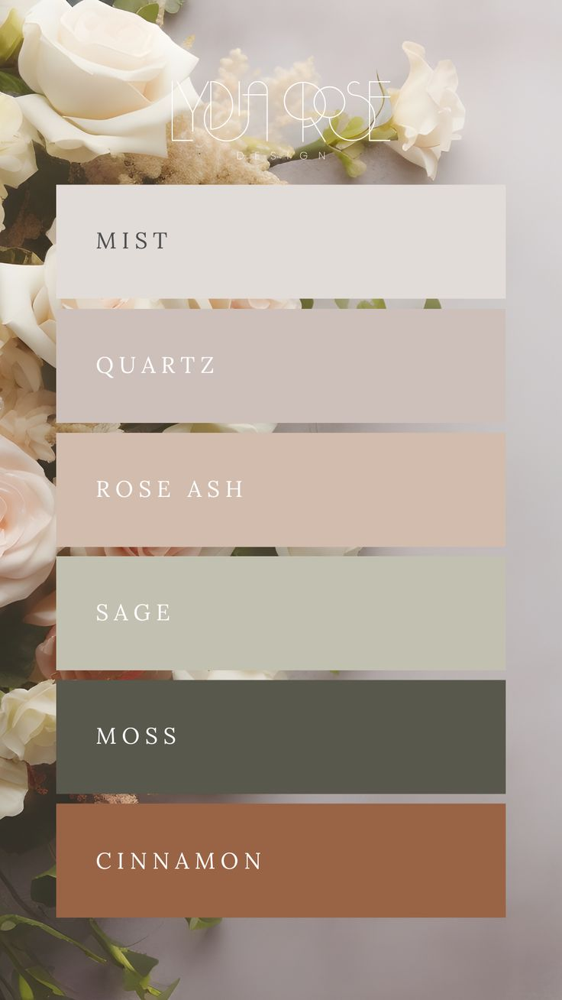 LYDIA ROSE
DESIGN
MIST
QUARTZ
ROSE ASH
SAGE
MOSS
CINNAMON